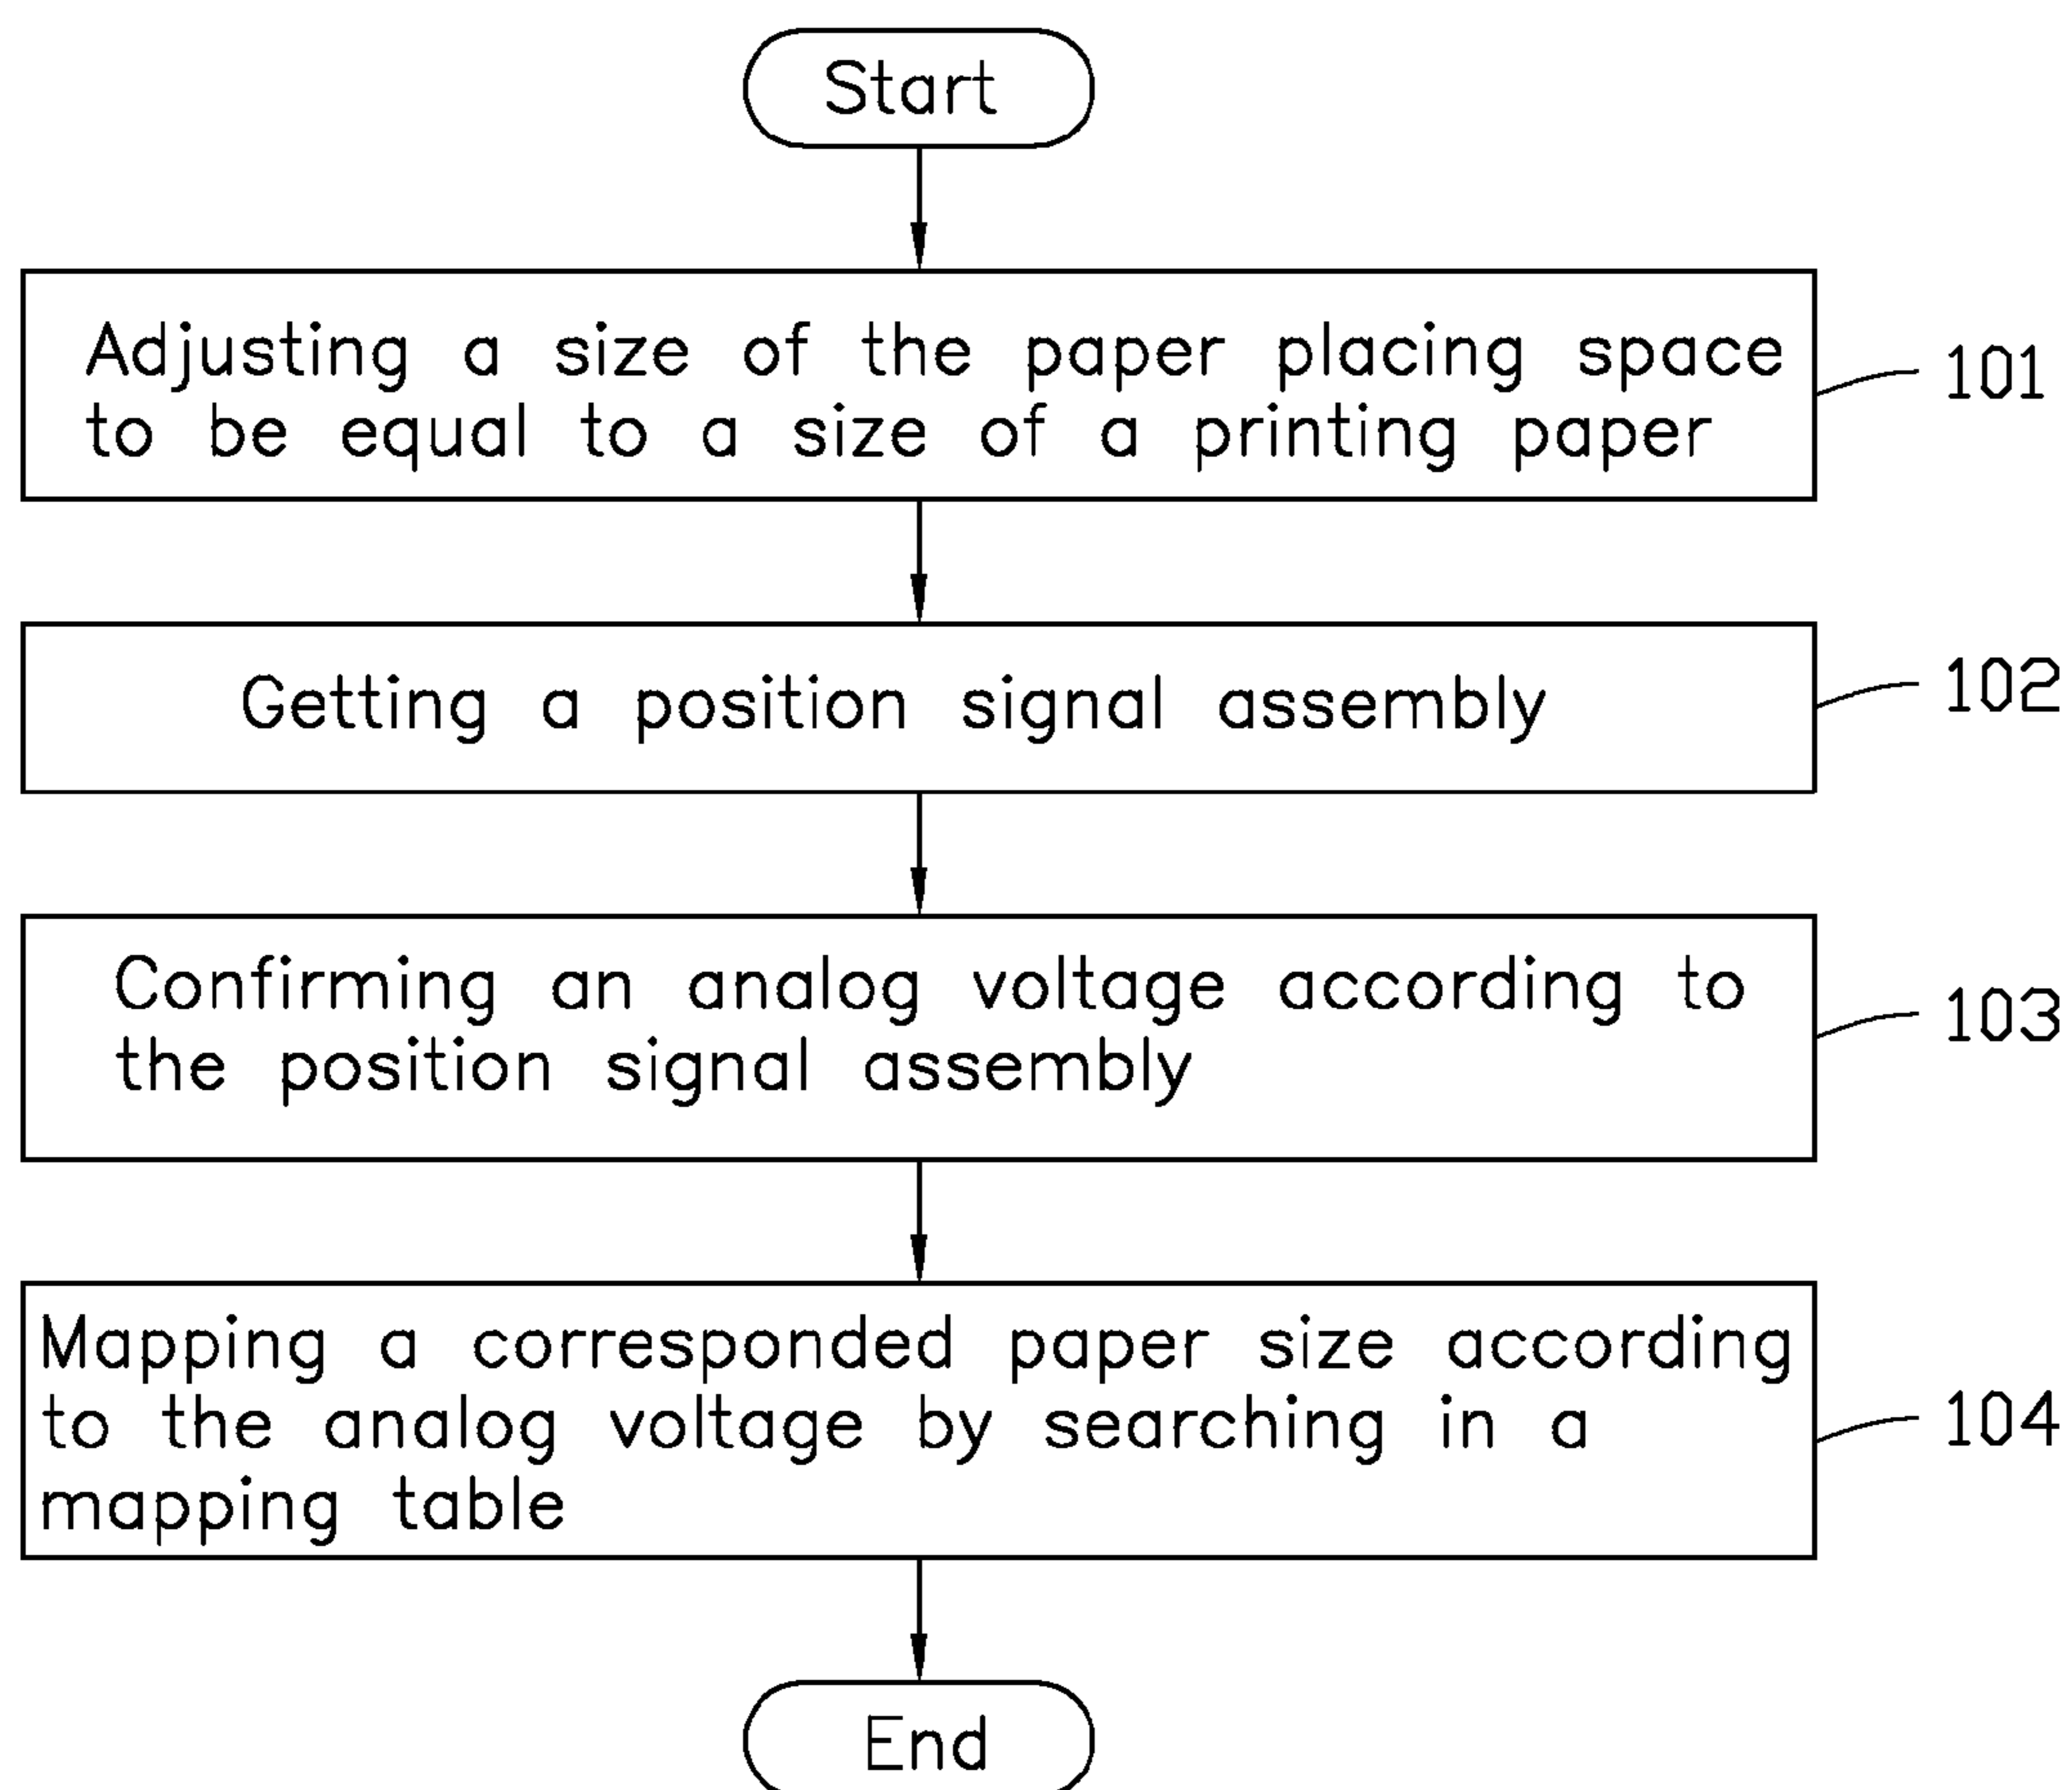 Start
Adjusting a size of the paper placing space
to be equal to a size of a printing paper
101
Getting a position signal assembly
102
Confirming an analog voltage according to
the position signal assembly
103
Mapping a corresponded paper size according
to the analog voltage by searching in a
mapping table
104
End